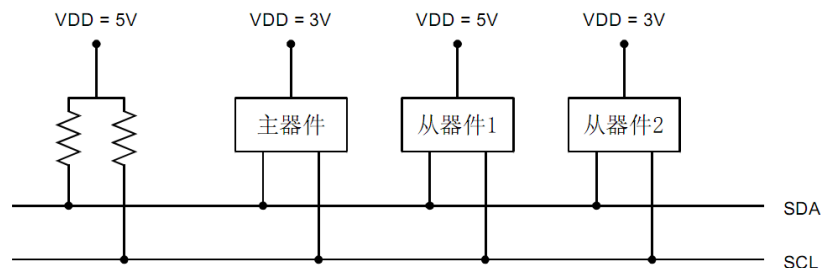 VDD = 5V
VDD = 3V
VDD = 5V
VDD = 3V
主器件
从器件1
从器件2
SDA
SCL